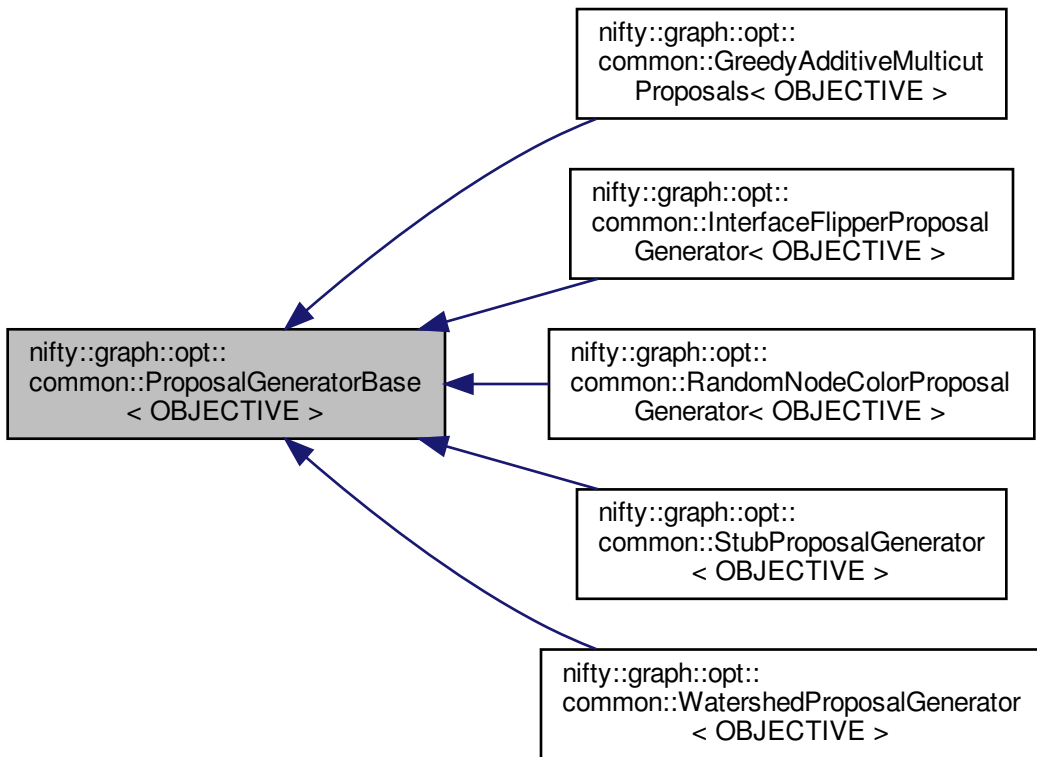 nifty::graph::opt::
common::GreedyAdditiveMulticut
Proposals< OBJECTIVE >
nifty::graph::opt::
common::InterfaceFlipperProposal
Generator< OBJECTIVE >
nifty::graph::opt::
common::ProposalGeneratorBase
< OBJECTIVE >
nifty::graph::opt::
common::RandomNodeColorProposal
Generator< OBJECTIVE >
nifty::graph::opt::
common::StubProposalGenerator
< OBJECTIVE >
nifty::graph::opt::
common::WatershedProposalGenerator
< OBJECTIVE >